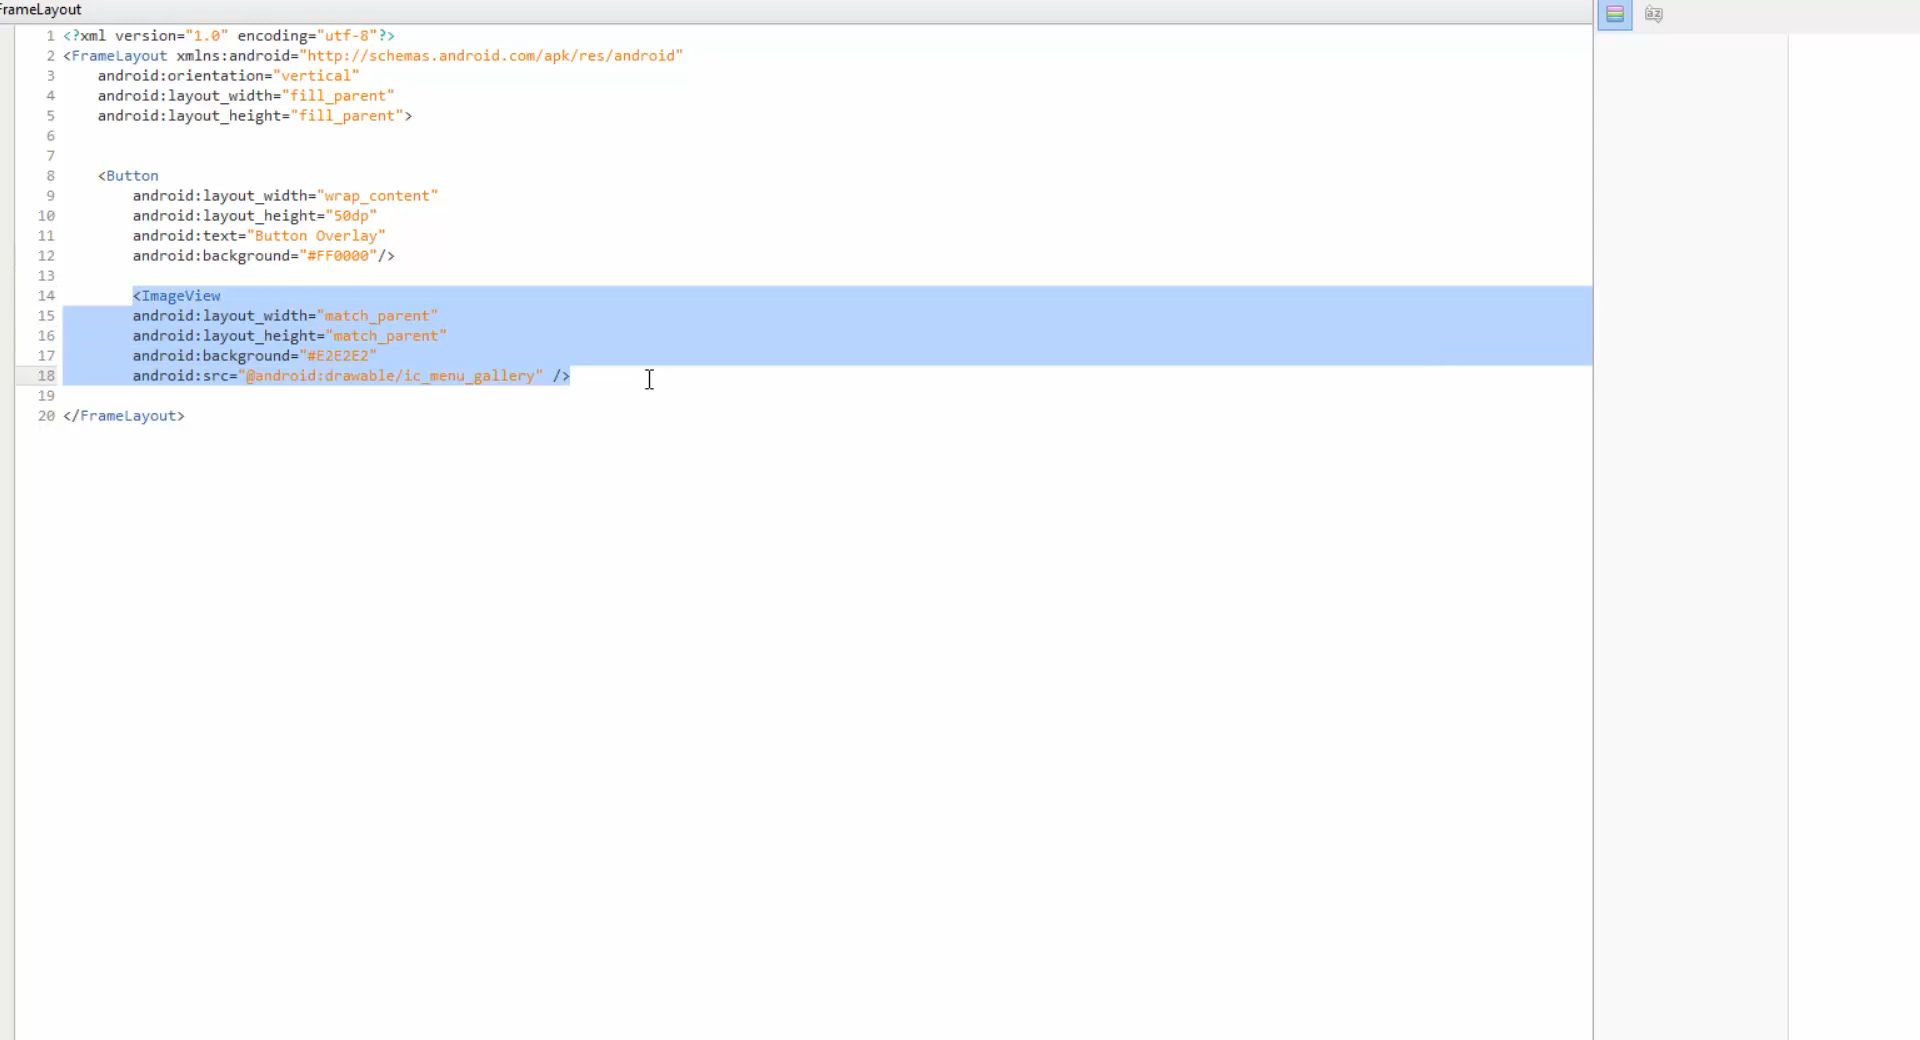 FrameLayout
1 <?xml version="1.0" encoding="utf-8"?>
2 <FrameLayout xmlns:android="http://schemas.android.com/apk/res/android"
3     android:orientation="vertical"
4     android:layout_width="fill_parent"
5     android:layout_height="fill_parent">
6
7
8     <Button
9         android:layout_width="wrap_content"
10         android:layout_height="50dp"
11         android:text="Button Overlay"
12         android:background="#FF0000"/>
13
14         <ImageView
15         android:layout_width="match_parent"
16         android:layout_height="match_parent"
17         android:background="#E2E2E2"
18         android:src="@android:drawable/ic_menu_gallery" />
19
20 </FrameLayout>